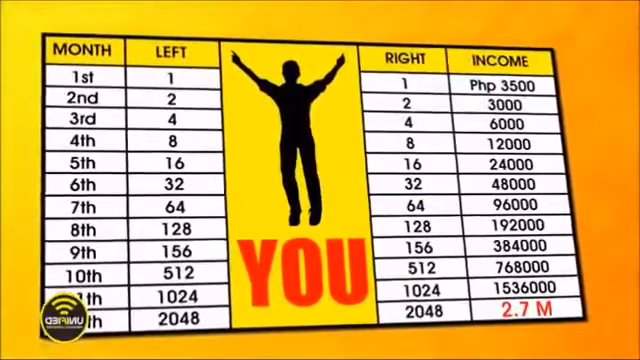 MONTH LEFT RIGHT INCOME
1st 1 1 Php 3500
2nd 2 2 3000
3rd 4 4 6000
4th 8 8 12000
5th 16 16 24000
6th 32 32 48000
7th 64 64 96000
8th 128 128 192000
9th 156 156 384000
10th 512 512 768000
1024 1024 1536000
2048 2048 2.7 M
YOU
UNIFIED